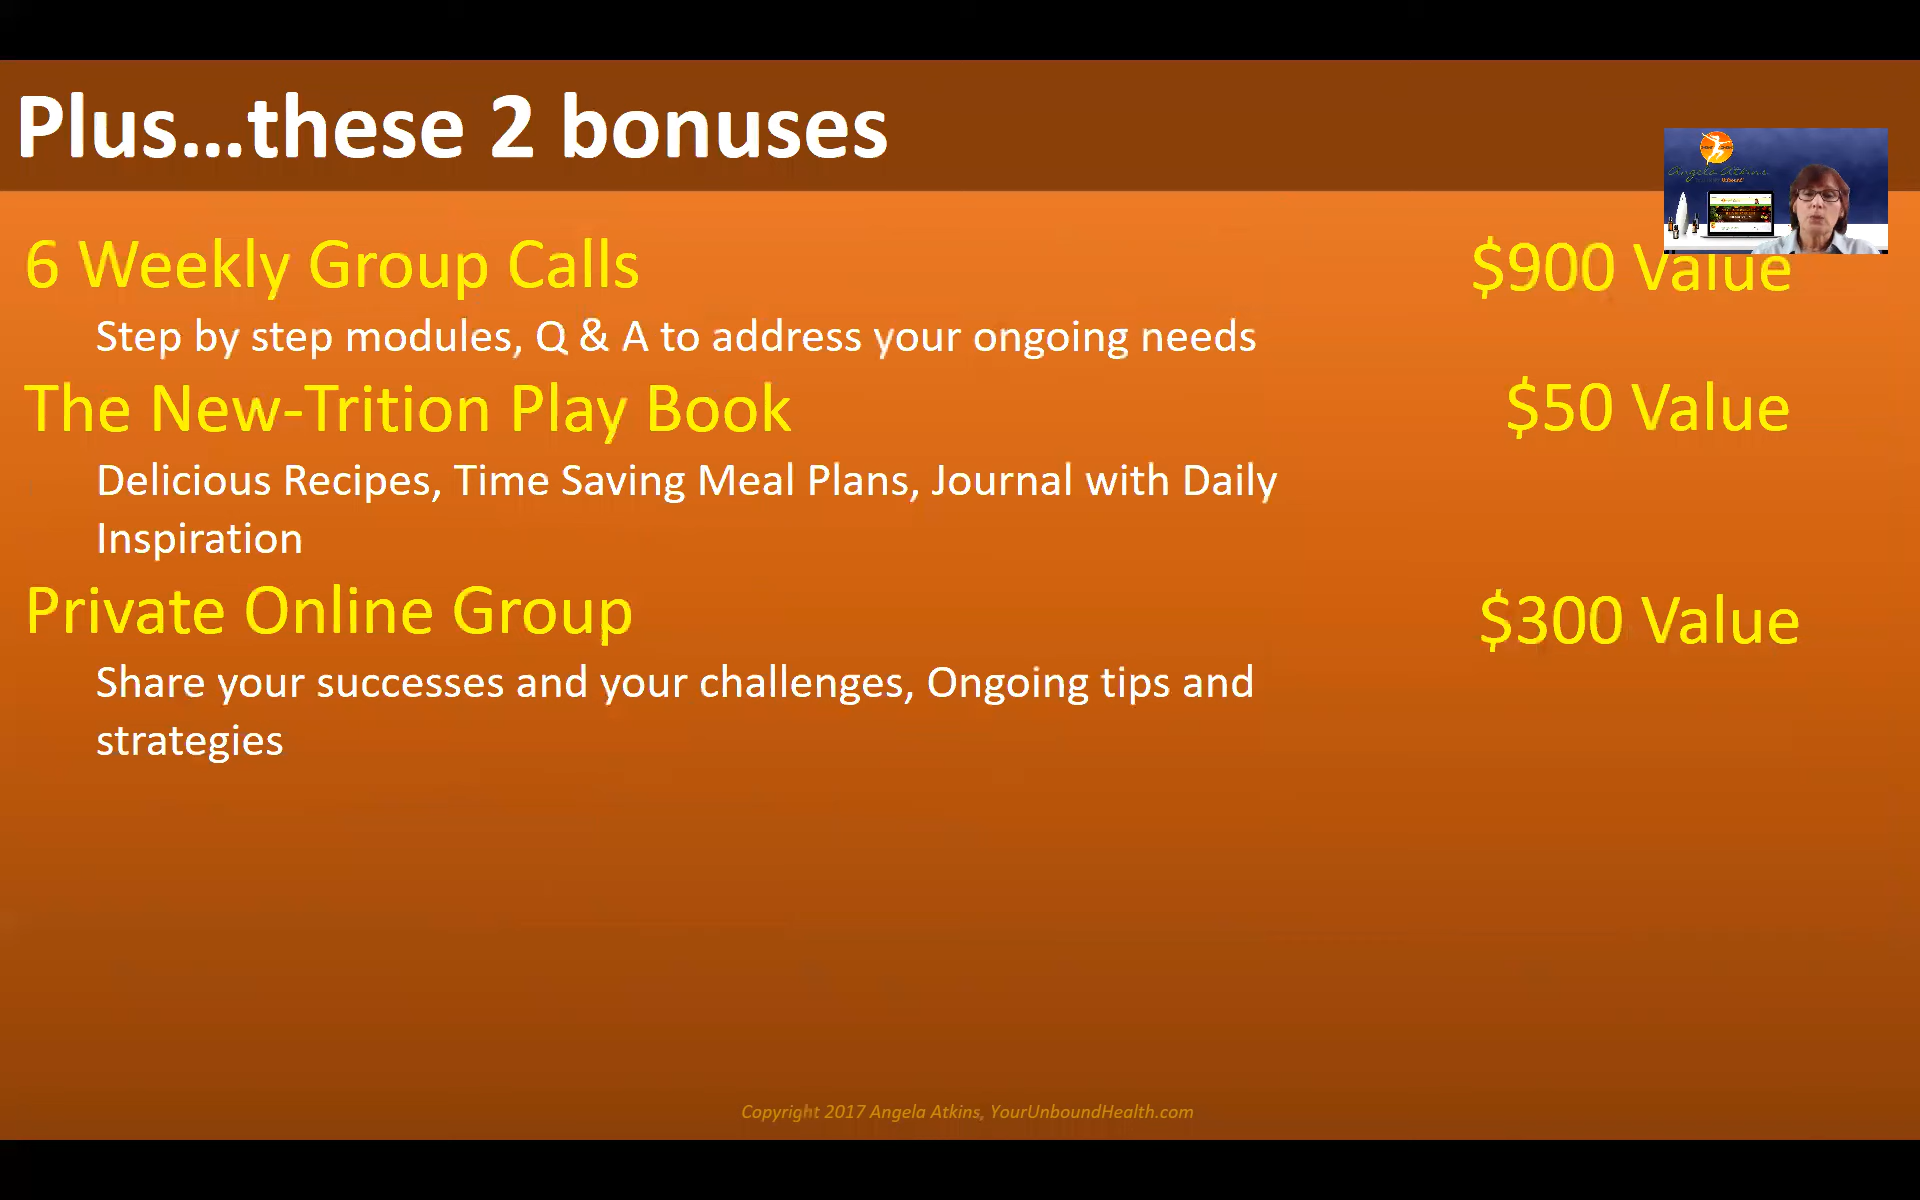 Plus...these 2 bonuses
Angela Atkins
6 Weekly Group Calls $900 Value
Step by step modules, Q & A to address your ongoing needs
The New-Trition Play Book $50 Value
Delicious Recipes, Time Saving Meal Plans, Journal with Daily
Inspiration
Private Online Group $300 Value
Share your successes and your challenges, Ongoing tips and
strategies
Copyright 2017 Angela Atkins, YourUnboundHealth.com